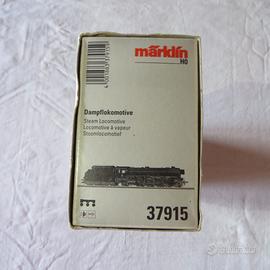 märklin
H0
Dampflokomotive
Steam Locomotive
Locomotive à vapeur
Stoomlocomotief
37915